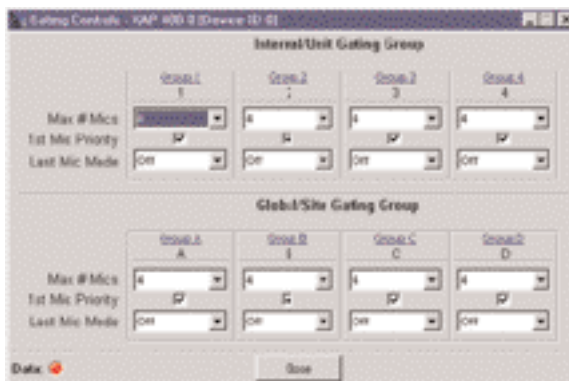 Gating Controls - XAP 800 0 [Device ID 0]
Internal/Unit Gating Group
Group 1 Group 2 Group 3 Group 4
1 2 3 4
Max # Mics 4 4 4
1st Mic Priority
Last Mic Mode Off Off Off Off
Global/Site Gating Group
Group A Group B Group C Group D
A B C D
Max # Mics 4 4 4 4
1st Mic Priority
Last Mic Mode Off Off Off Off
Data: Close